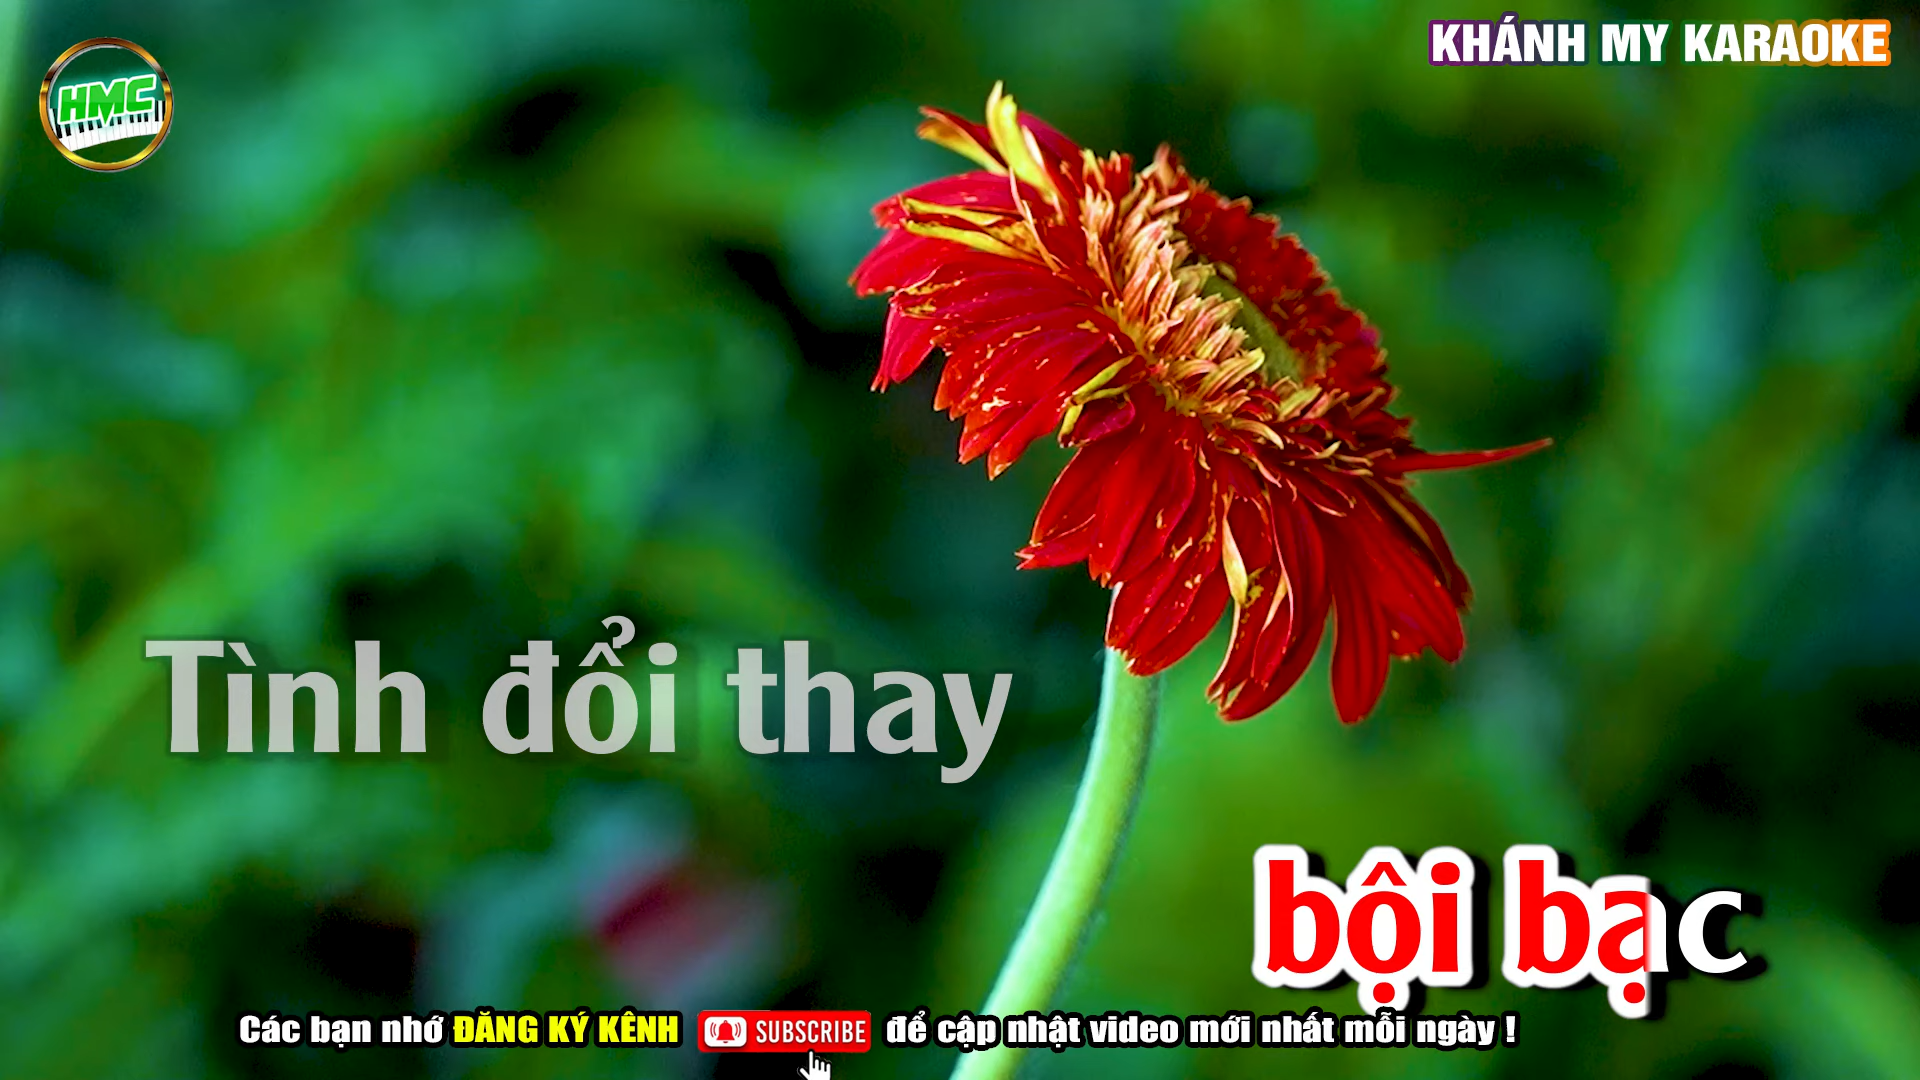 HMC
KHÁNH MY KARAOKE
Tình đổi thay
bội bạc
Các bạn nhớ ĐĂNG KÝ KÊNH SUBSCRIBE để cập nhật video mới nhất mỗi ngày !